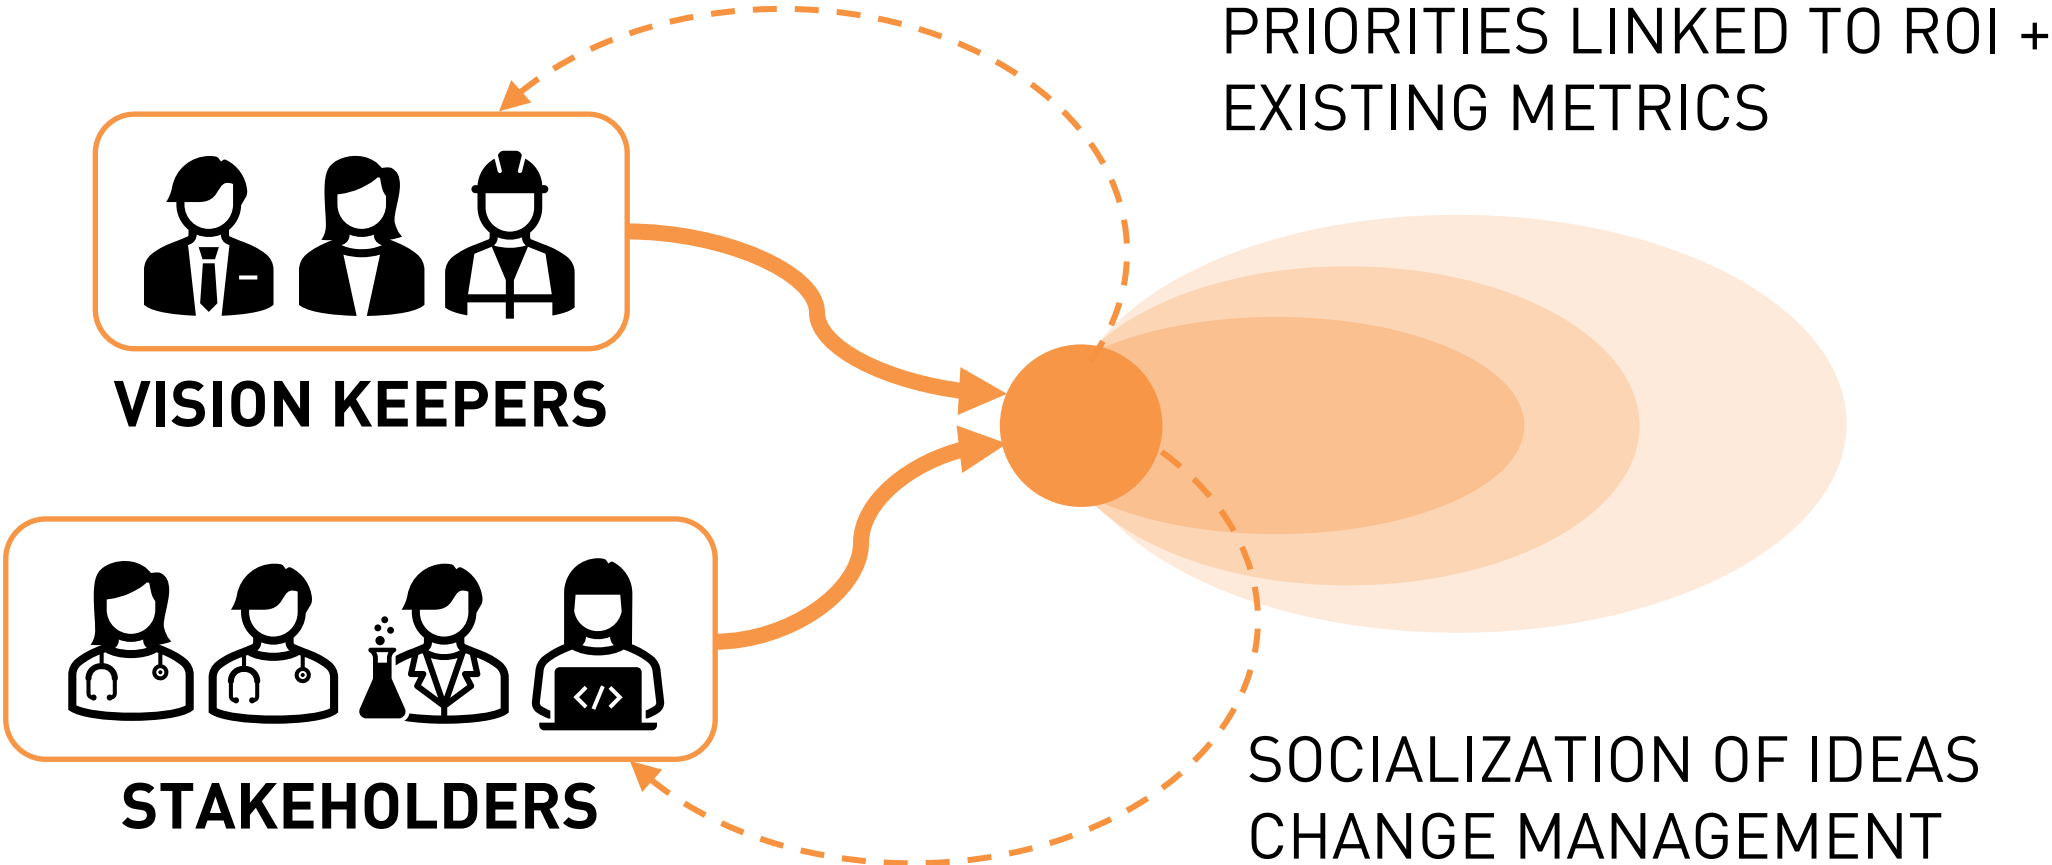 PRIORITIES LINKED TO ROI +
EXISTING METRICS
VISION KEEPERS
</>
STAKEHOLDERS
SOCIALIZATION OF IDEAS
CHANGE MANAGEMENT